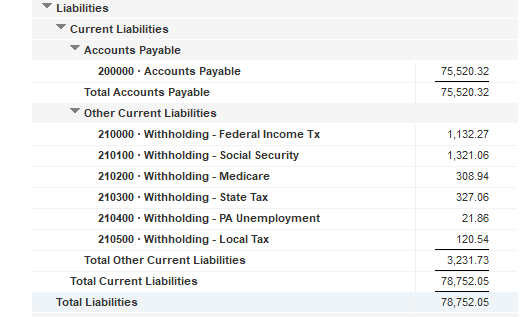 Liabilities
Current Liabilities
Accounts Payable
200000 · Accounts Payable 75,520.32
Total Accounts Payable 75,520.32
Other Current Liabilities
210000 · Withholding - Federal Income Tx 1,132.27
210100 · Withholding - Social Security 1,321.06
210200 · Withholding - Medicare 308.94
210300 · Withholding - State Tax 327.06
210400 · Withholding - PA Unemployment 21.86
210500 · Withholding - Local Tax 120.54
Total Other Current Liabilities 3,231.73
Total Current Liabilities 78,752.05
Total Liabilities 78,752.05